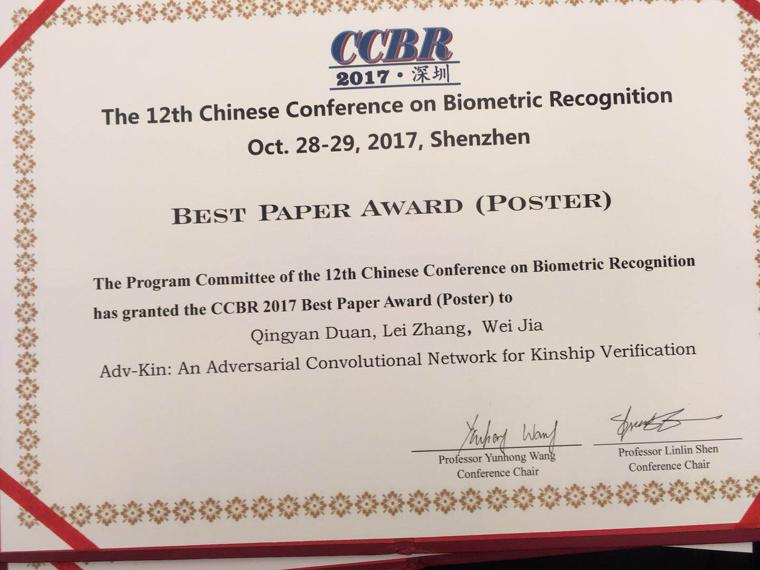 CCBR
2017·深圳
The 12th Chinese Conference on Biometric Recognition
Oct. 28-29, 2017, Shenzhen
BEST PAPER AWARD (POSTER)
The Program Committee of the 12th Chinese Conference on Biometric Recognition
has granted the CCBR 2017 Best Paper Award (Poster) to
Qingyan Duan, Lei Zhang, Wei Jia
Adv-Kin: An Adversarial Convolutional Network for Kinship Verification
Yunhong Wang
Professor Yunhong Wang
Conference Chair
Professor Linlin Shen
Conference Chair